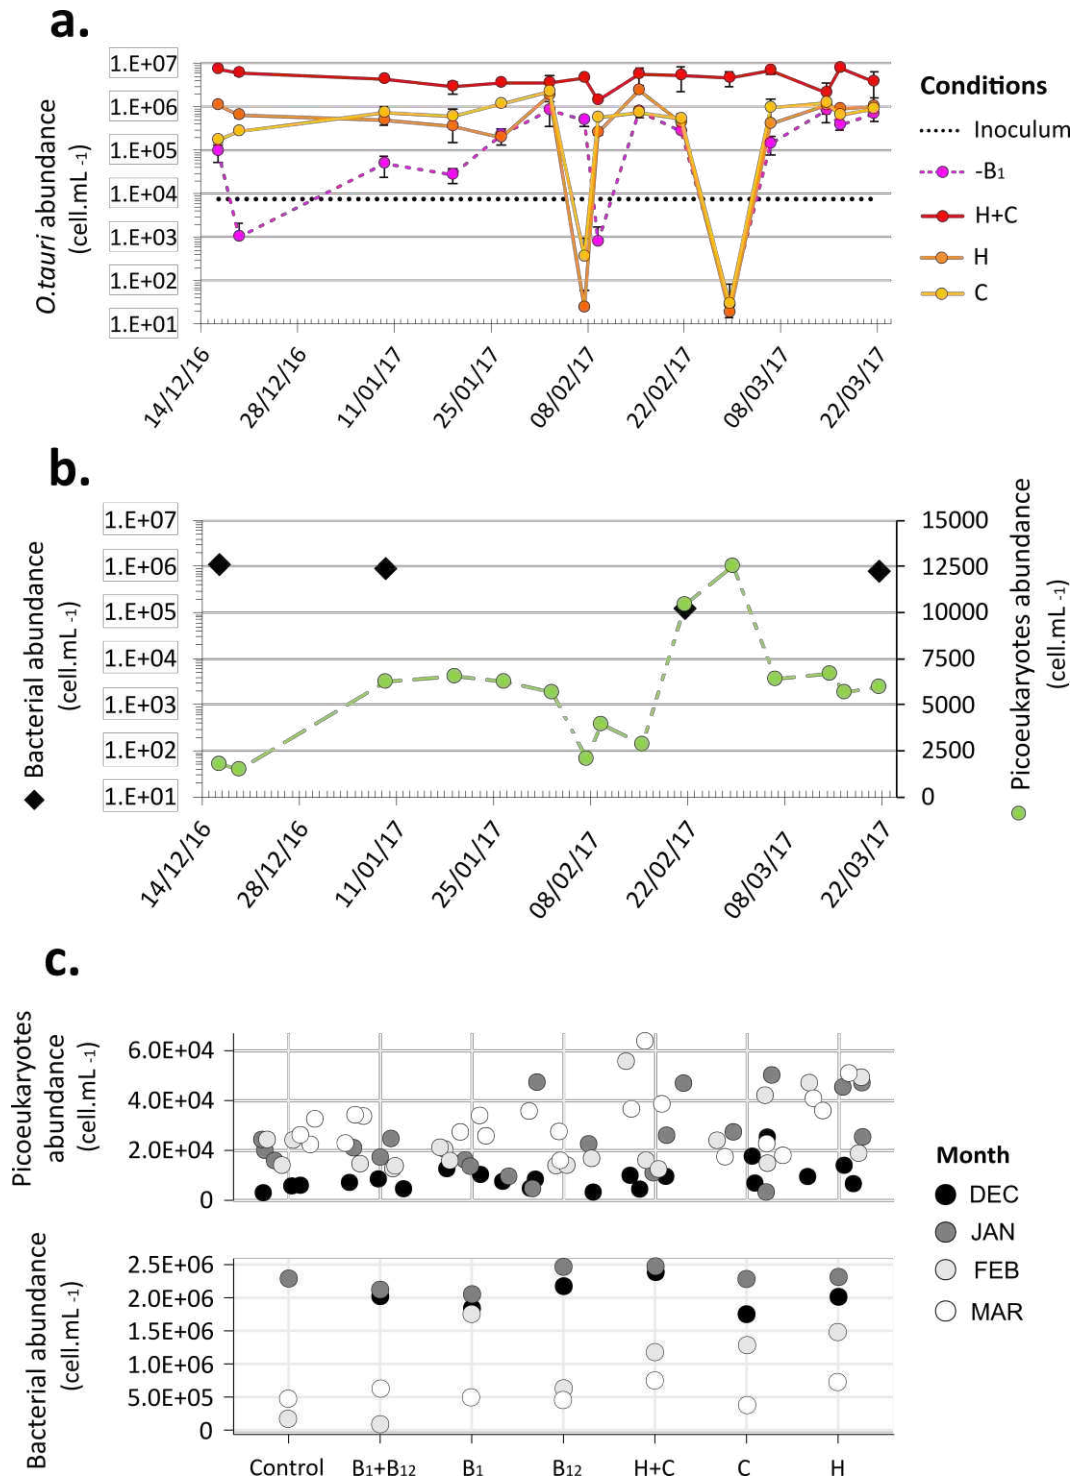 a.
1.E+07
1.E+06
1.E+05
1.E+04
1.E+03
1.E+02
1.E+01
O.tauri abundance
(cell.mL -1)
14/12/16
28/12/16
11/01/17
25/01/17
08/02/17
22/02/17
08/03/17
22/03/17
Conditions
Inoculum
-B1
H+C
H
C
b.
1.E+07
1.E+06
1.E+05
1.E+04
1.E+03
1.E+02
1.E+01
Bacterial abundance
(cell.mL -1)
15000
12500
10000
7500
5000
2500
0
Picoeukaryotes abundance
(cell.mL -1)
14/12/16
28/12/16
11/01/17
25/01/17
08/02/17
22/02/17
08/03/17
22/03/17
c.
Picoeukaryotes
abundance
(cell.mL -1)
6.0E+04
4.0E+04
2.0E+04
0
Bacterial abundance
(cell.mL -1)
2.5E+06
2.0E+06
1.5E+06
1.0E+06
5.0E+05
0
Control
B1+B12
B1
B12
H+C
C
H
Month
DEC
JAN
FEB
MAR